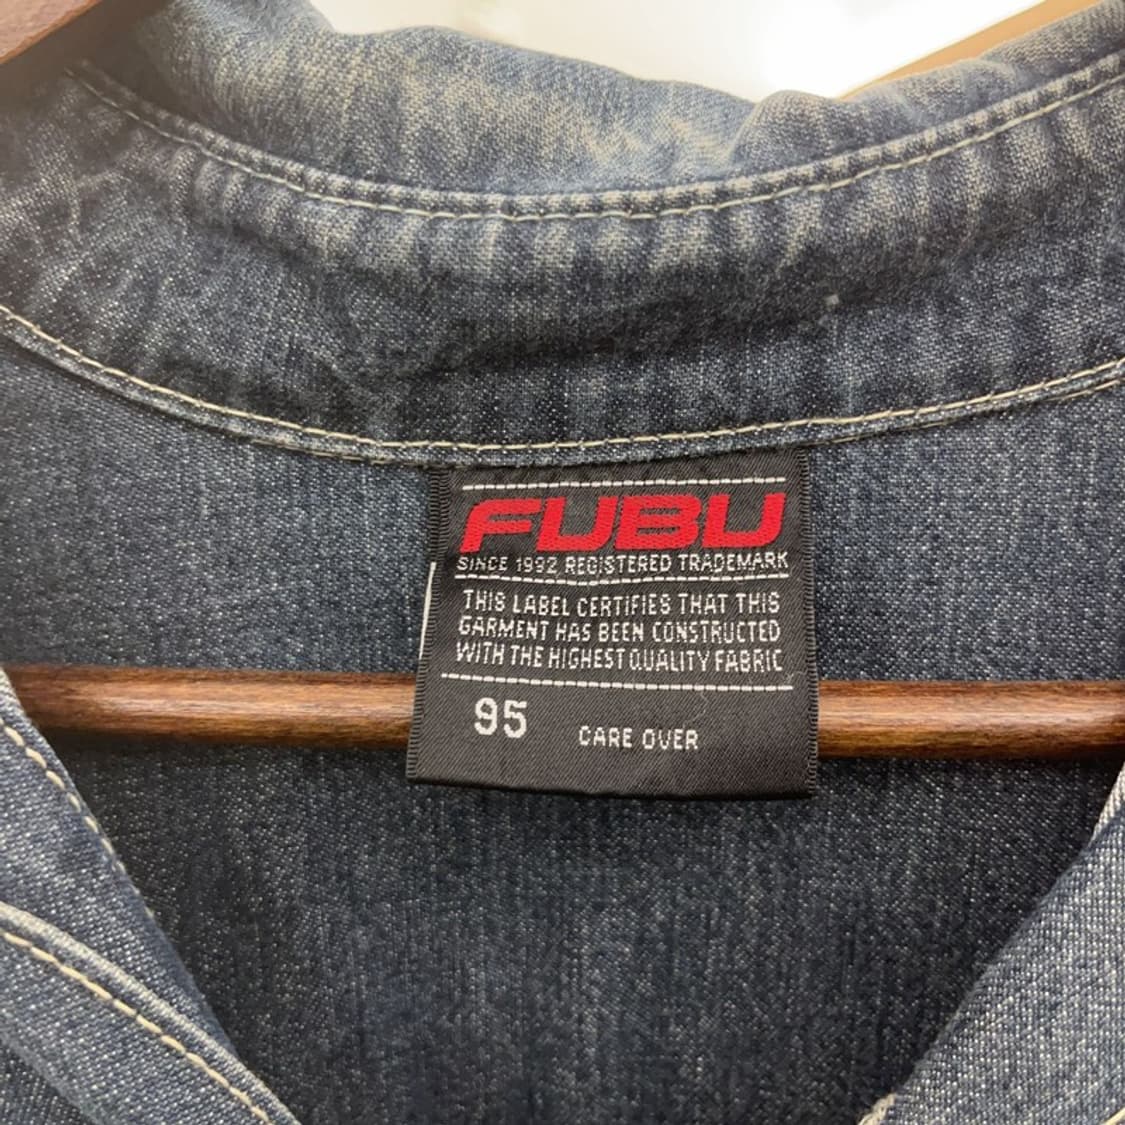 FUBU
SINCE 1992 REGISTERED TRADEMARK
THIS LABEL CERTIFIES THAT THIS
GARMENT HAS BEEN CONSTRUCTED
WITH THE HIGHEST QUALITY FABRIC
95 CARE OVER